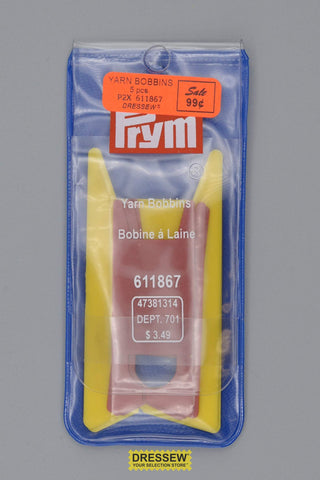 YARN BOBBINS
5 pcs
P2X 611867
DRESSEW®
Sale
99¢
Prym
®
Yarn Bobbins
Bobine à Laine
611867
47381314
DEPT. 701
$ 3.49
DRESSEW
YOUR SELECTION STORE